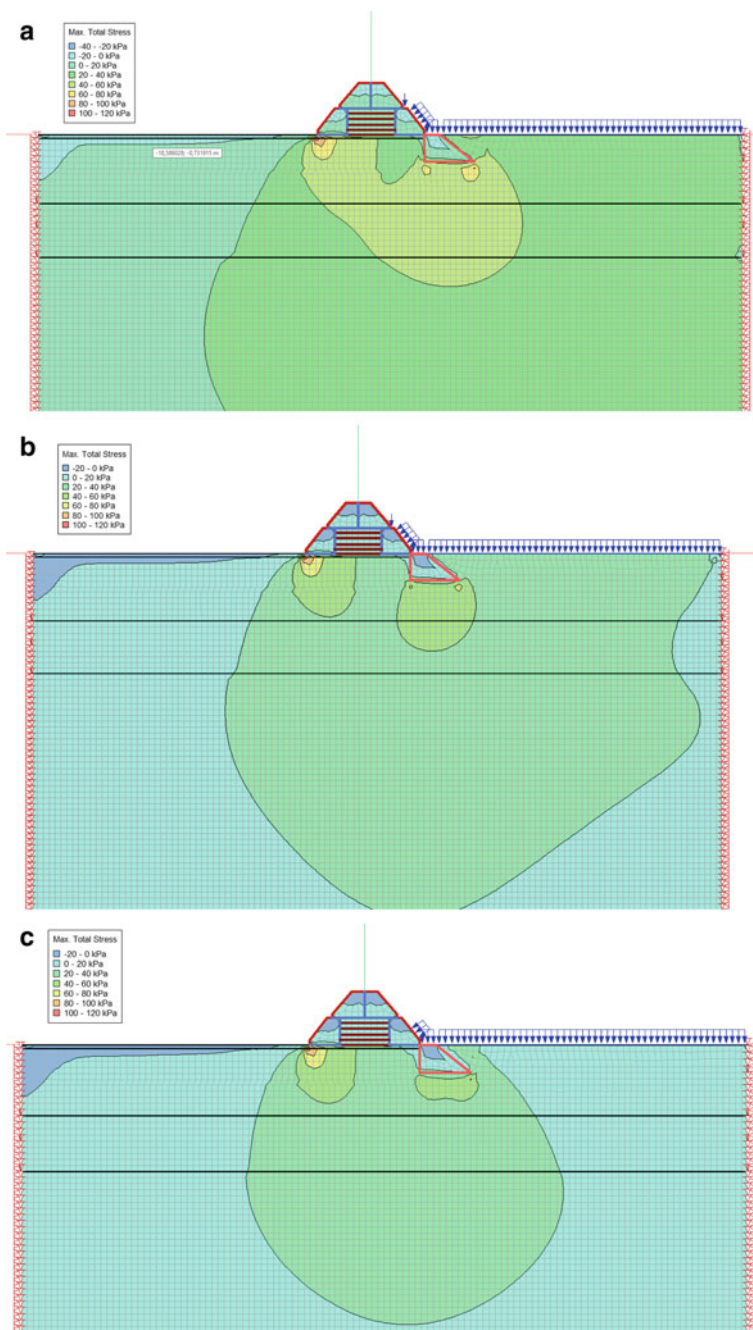 a
Max. Total Stress
-40 - -20 kPa
-20 - 0 kPa
0 - 20 kPa
20 - 40 kPa
40 - 60 kPa
60 - 80 kPa
80 - 100 kPa
100 - 120 kPa
b
Max. Total Stress
-20 - 0 kPa
0 - 20 kPa
20 - 40 kPa
40 - 60 kPa
60 - 80 kPa
80 - 100 kPa
100 - 120 kPa
c
Max. Total Stress
-20 - 0 kPa
0 - 20 kPa
20 - 40 kPa
40 - 60 kPa
60 - 80 kPa
80 - 100 kPa
100 - 120 kPa